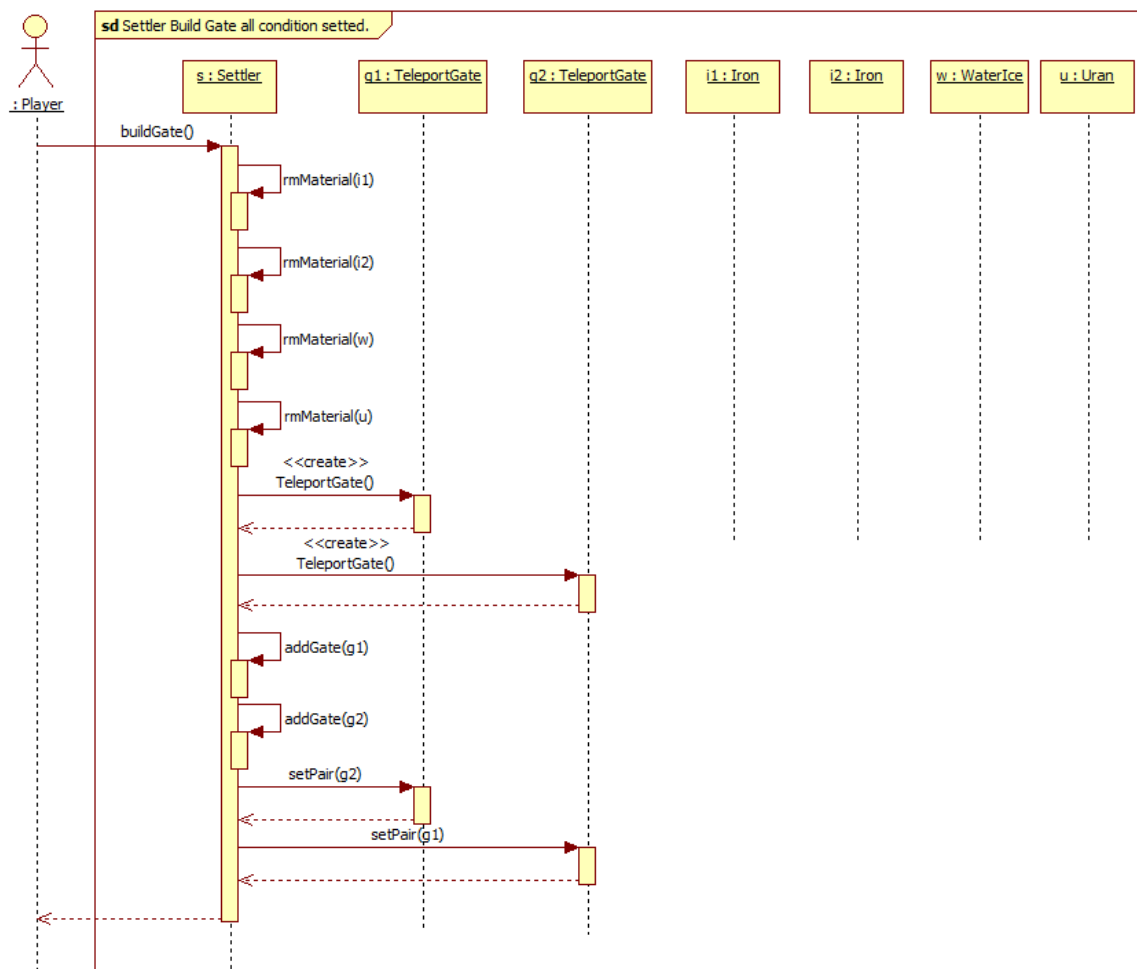 sd Settler Build Gate all condition setted.
: Player
s : Settler
g1 : TeleportGate
g2 : TeleportGate
i1 : Iron
i2 : Iron
w : WaterIce
u : Uran
buildGate()
rmMaterial(i1)
rmMaterial(i2)
rmMaterial(w)
rmMaterial(u)
<<create>>
TeleportGate()
<<create>>
TeleportGate()
addGate(g1)
addGate(g2)
setPair(g2)
setPair(g1)